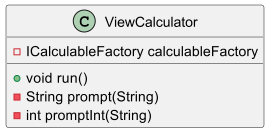 C ViewCalculator
ICalculableFactory calculableFactory
void run()
String prompt(String)
int promptInt(String)